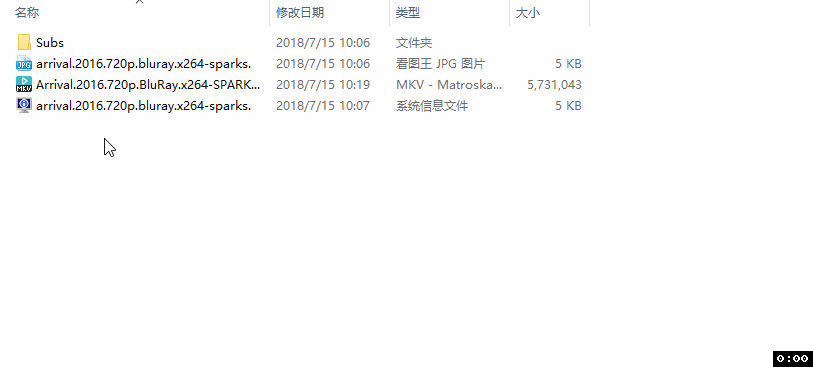 名称 修改日期 类型 大小
Subs 2018/7/15 10:06 文件夹
arrival.2016.720p.bluray.x264-sparks. 2018/7/15 10:06 看图王 JPG 图片 5 KB
Arrival.2016.720p.BluRay.x264-SPARK... 2018/7/15 10:19 MKV - Matroska... 5,731,043
arrival.2016.720p.bluray.x264-sparks. 2018/7/15 10:07 系统信息文件 5 KB
0:00